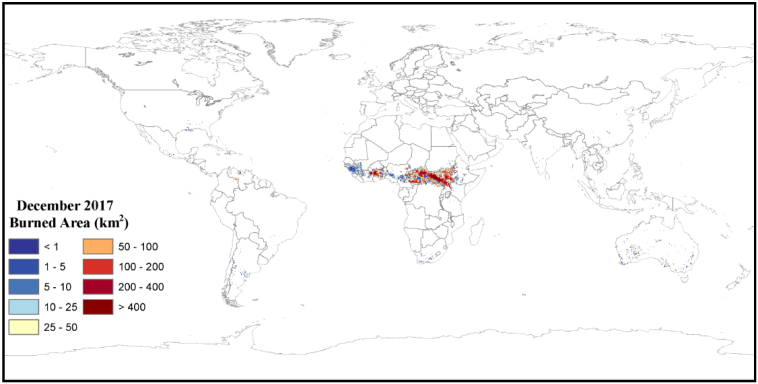 December 2017
Burned Area (km²)
< 1
1 - 5
5 - 10
10 - 25
25 - 50
50 - 100
100 - 200
200 - 400
> 400